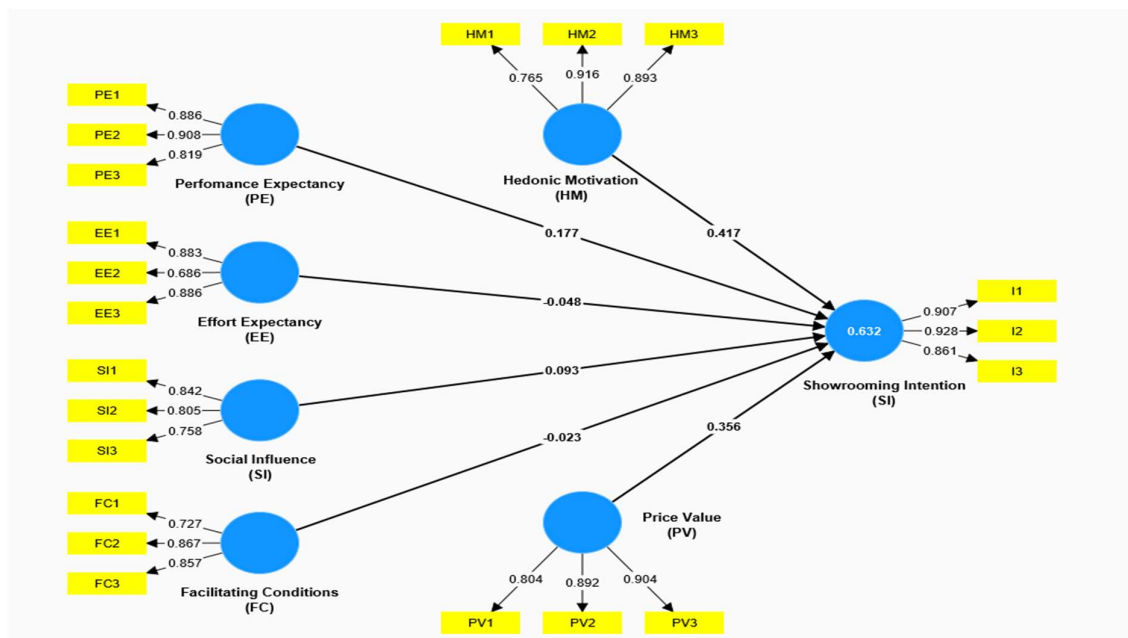 HM1 HM2 HM3
0.765 0.916 0.893
PE1
0.886
PE2
0.908
PE3
0.819
Perfomance Expectancy
(PE)
Hedonic Motivation
(HM)
0.177
0.417
EE1
0.883
EE2
0.686
EE3
0.886
Effort Expectancy
(EE)
-0.048
SI1
0.842
SI2
0.805
SI3
0.758
Social Influence
(SI)
0.093
FC1
0.727
FC2
0.867
FC3
0.857
Facilitating Conditions
(FC)
-0.023
0.356
Price Value
(PV)
0.804 0.892 0.904
PV1 PV2 PV3
0.632
Showrooming Intention
(SI)
I1
0.907
I2
0.928
I3
0.861